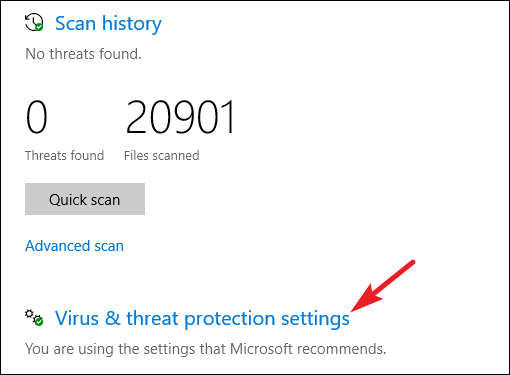 Scan history
No threats found.
0 20901
Threats found Files scanned
Quick scan
Advanced scan
Virus & threat protection settings
You are using the settings that Microsoft recommends.